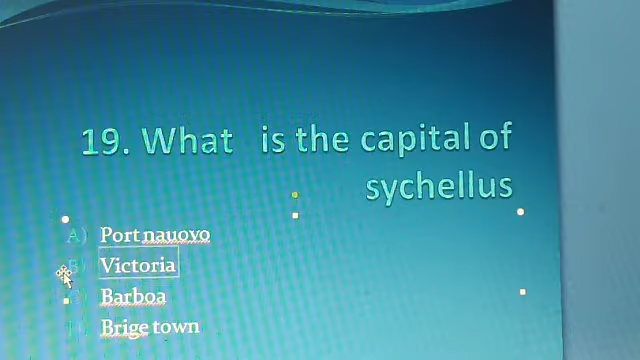 19. What is the capital of
sychellus
A) Port nauovo
B) Victoria
Barboa
Brige town